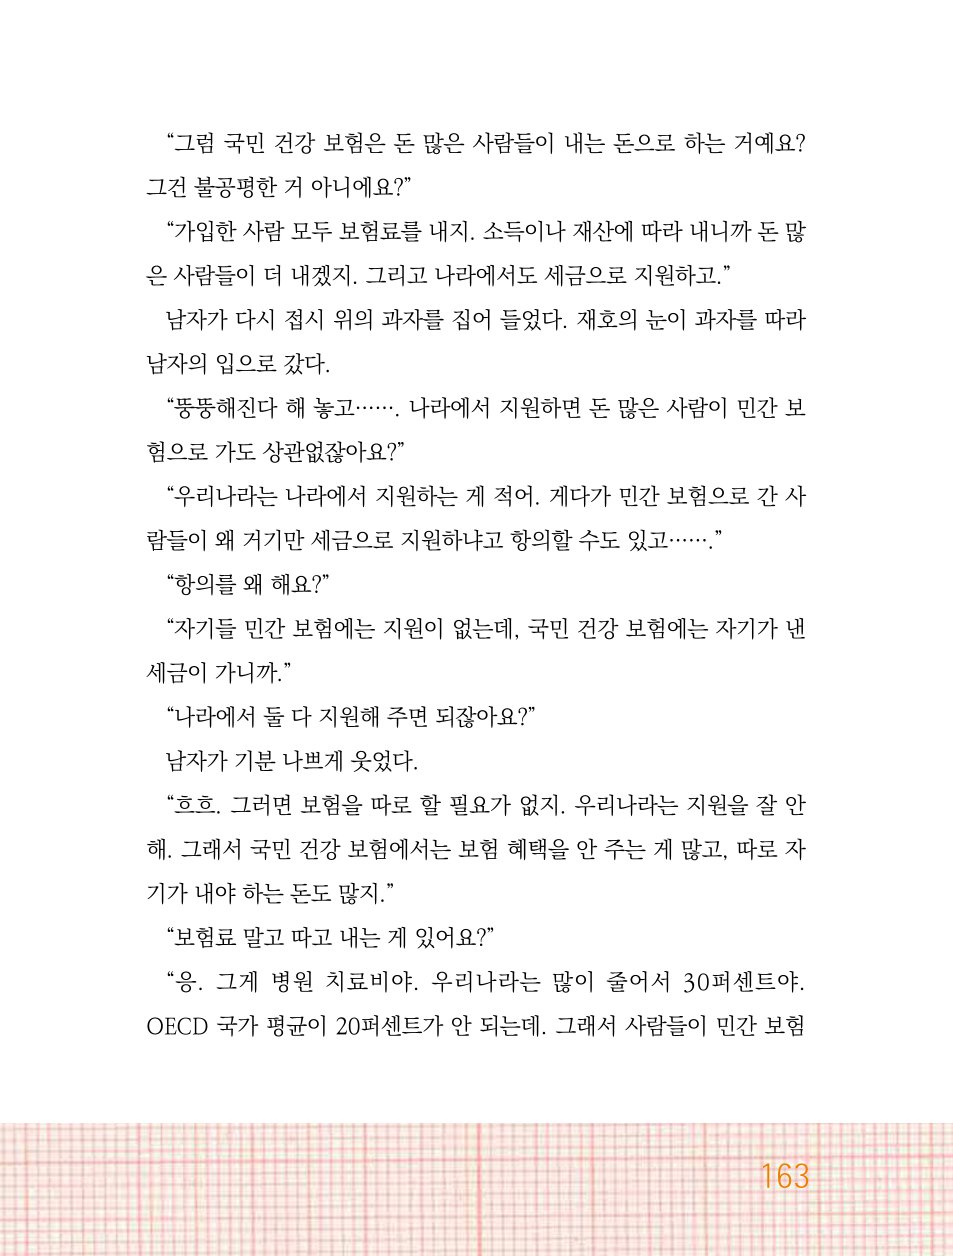 “그럼 국민 건강 보험은 돈 많은 사람들이 내는 돈으로 하는 거예요?
그건 불공평한 거 아니에요?”
“가입한 사람 모두 보험료를 내지. 소득이나 재산에 따라 내니까 돈 많
은 사람들이 더 내겠지. 그리고 나라에서도 세금으로 지원하고.”
남자가 다시 접시 위의 과자를 집어 들었다. 재호의 눈이 과자를 따라
남자의 입으로 갔다.
“뚱뚱해진다 해 놓고……. 나라에서 지원하면 돈 많은 사람이 민간 보
험으로 가도 상관없잖아요?”
“우리나라는 나라에서 지원하는 게 적어. 게다가 민간 보험으로 간 사
람들이 왜 거기만 세금으로 지원하냐고 항의할 수도 있고…….”
“항의를 왜 해요?”
“자기들 민간 보험에는 지원이 없는데, 국민 건강 보험에는 자기가 낸
세금이 가니까.”
“나라에서 둘 다 지원해 주면 되잖아요?”
남자가 기분 나쁘게 웃었다.
“흐흐. 그러면 보험을 따로 할 필요가 없지. 우리나라는 지원을 잘 안
해. 그래서 국민 건강 보험에서는 보험 혜택을 안 주는 게 많고, 따로 자
기가 내야 하는 돈도 많지.”
“보험료 말고 따고 내는 게 있어요?”
“응. 그게 병원 치료비야. 우리나라는 많이 줄어서 30퍼센트야.
OECD 국가 평균이 20퍼센트가 안 되는데. 그래서 사람들이 민간 보험
163